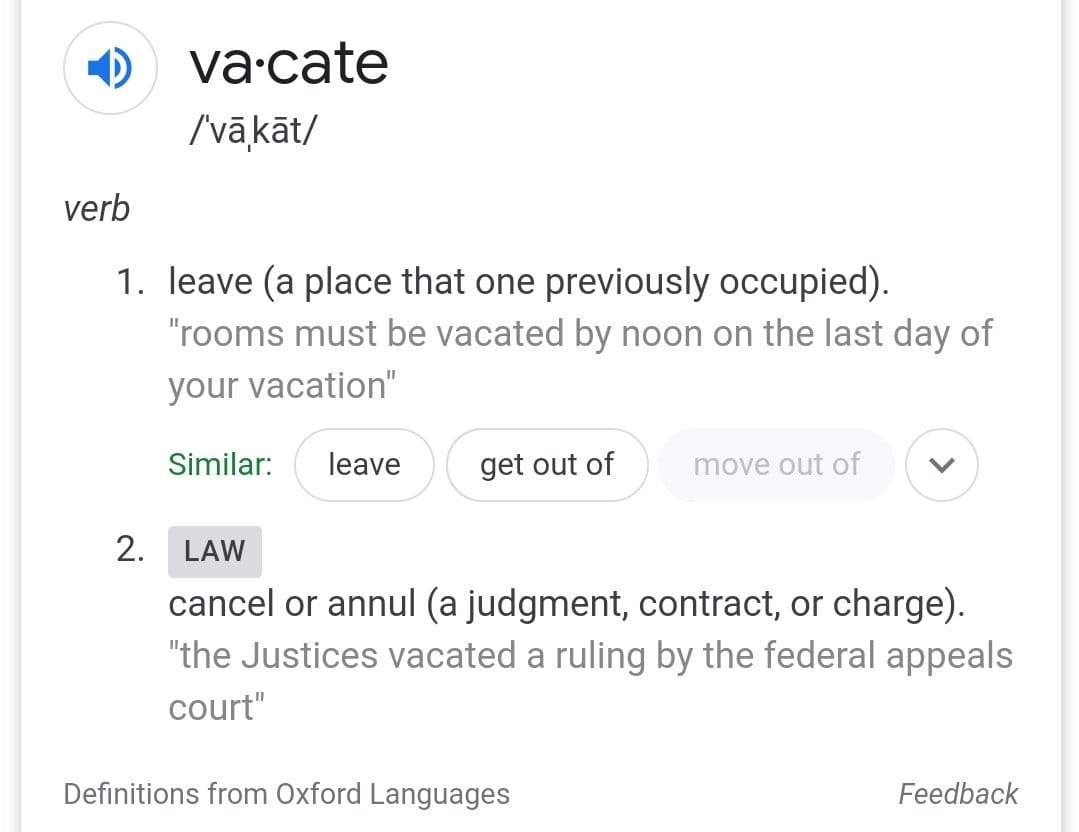 va·cate
/ˈvāˌkāt/
verb
1. leave (a place that one previously occupied).
"rooms must be vacated by noon on the last day of
your vacation"
Similar: leave get out of move out of
2. LAW
cancel or annul (a judgment, contract, or charge).
"the Justices vacated a ruling by the federal appeals
court"
Definitions from Oxford Languages Feedback